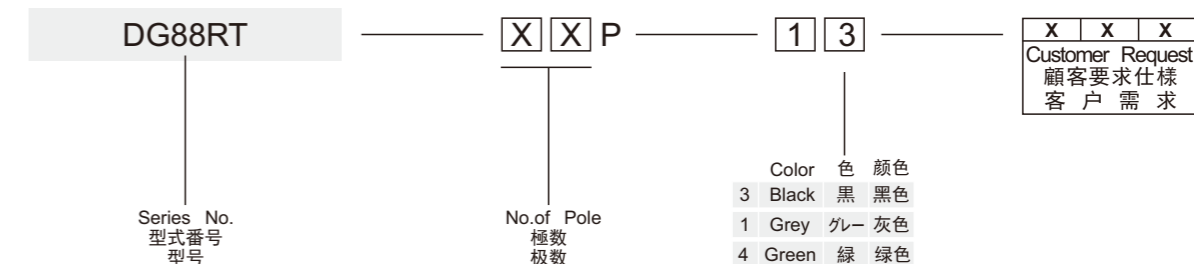 DG88RT XXP 13 X X X
Customer Request
顧客要求仕様
客户需求
Series No.
型式番号
型号
No.of Pole
極数
极数
Color 色 颜色
3 Black 黒 黑色
1 Grey グレー 灰色
4 Green 緑 绿色